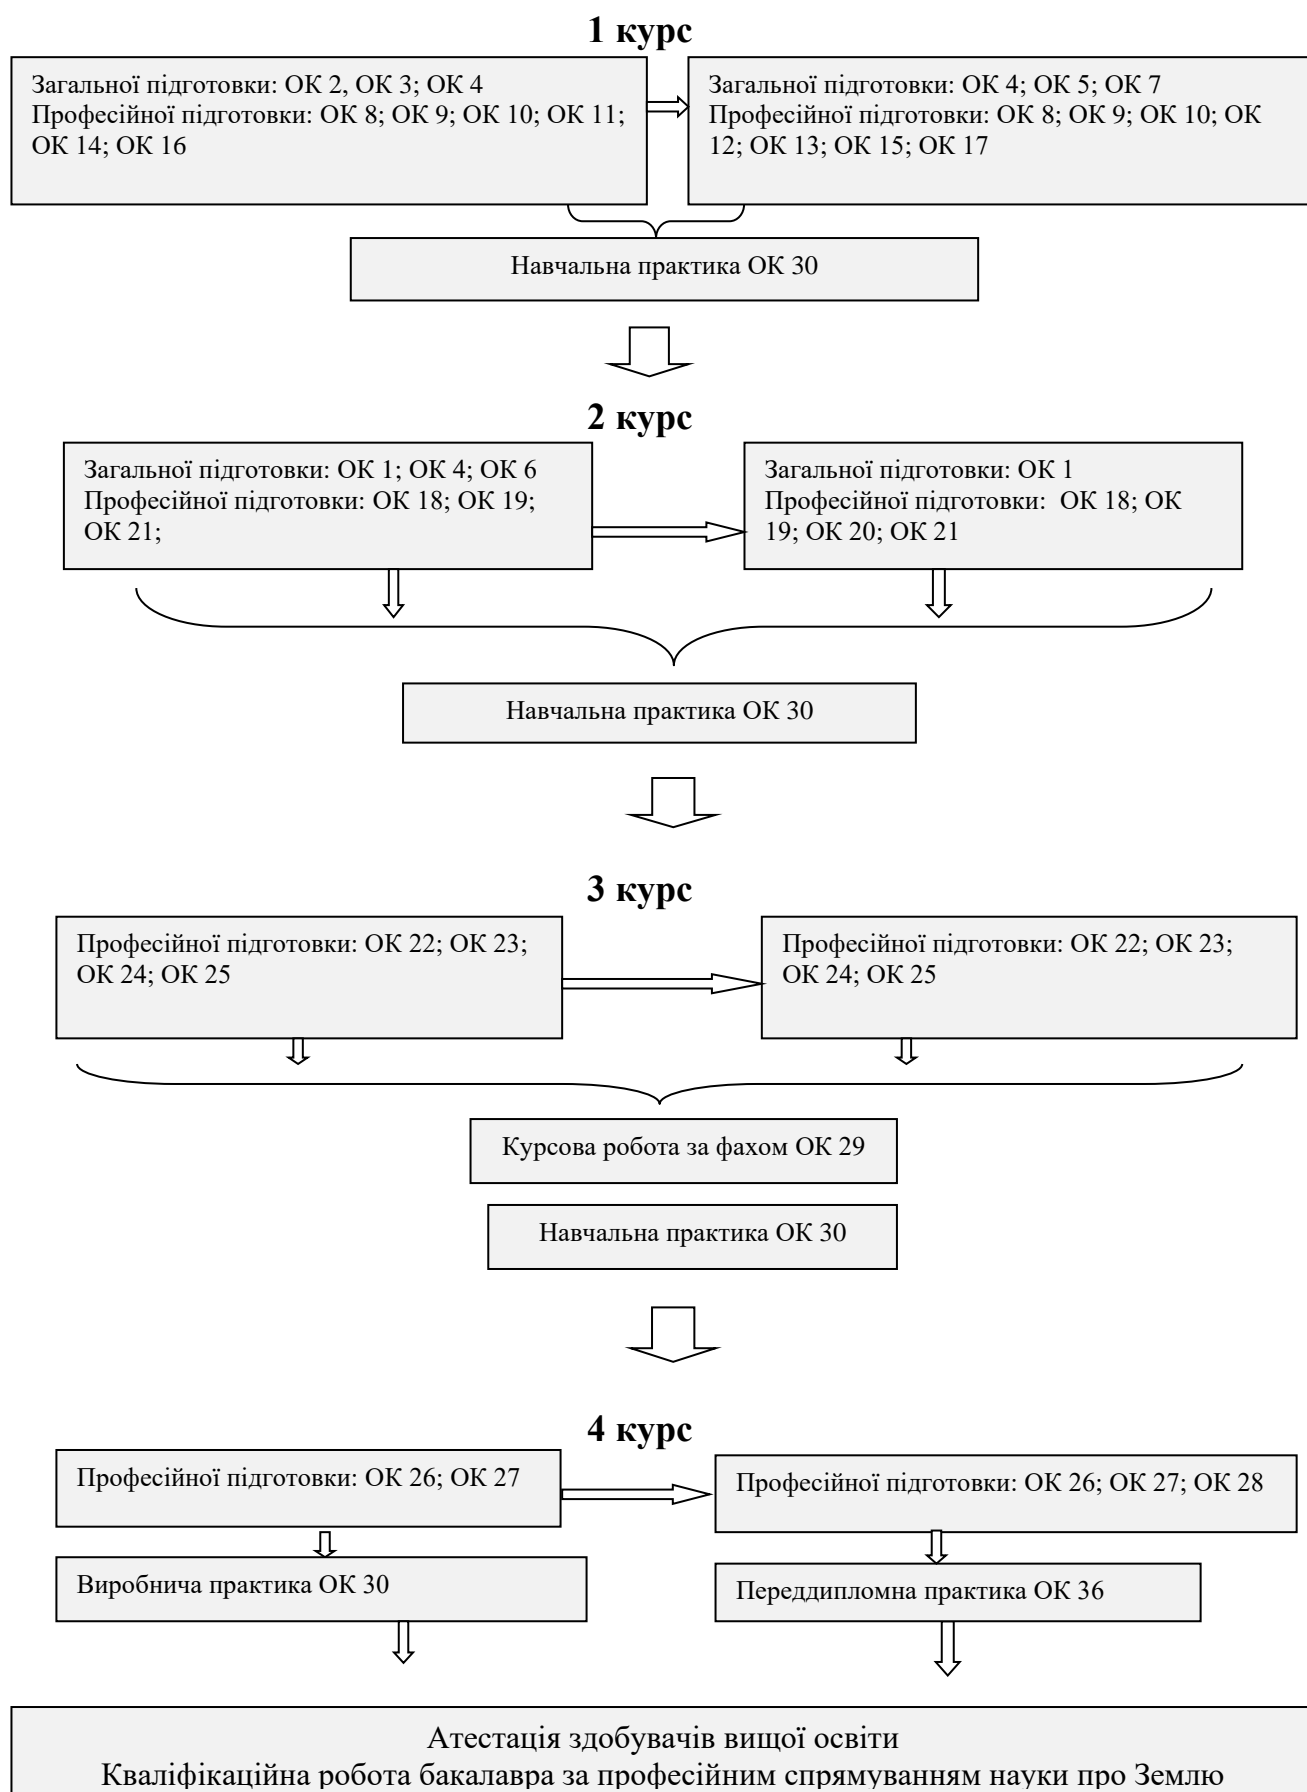 1 курс
Загальної підготовки: ОК 2, ОК 3; ОК 4
Професійної підготовки: ОК 8; ОК 9; ОК 10; ОК 11;
ОК 14; ОК 16
Загальної підготовки: ОК 4; ОК 5; ОК 7
Професійної підготовки: ОК 8; ОК 9; ОК 10; ОК
12; ОК 13; ОК 15; ОК 17
Навчальна практика ОК 30
2 курс
Загальної підготовки: ОК 1; ОК 4; ОК 6
Професійної підготовки: ОК 18; ОК 19;
ОК 21;
Загальної підготовки: ОК 1
Професійної підготовки: ОК 18; ОК
19; ОК 20; ОК 21
Навчальна практика ОК 30
3 курс
Професійної підготовки: ОК 22; ОК 23;
ОК 24; ОК 25
Професійної підготовки: ОК 22; ОК 23;
ОК 24; ОК 25
Курсова робота за фахом ОК 29
Навчальна практика ОК 30
4 курс
Професійної підготовки: ОК 26; ОК 27
Професійної підготовки: ОК 26; ОК 27; ОК 28
Виробнича практика ОК 30
Переддипломна практика ОК 36
Атестація здобувачів вищої освіти
Кваліфікаційна робота бакалавра за професійним спрямуванням науки про Землю